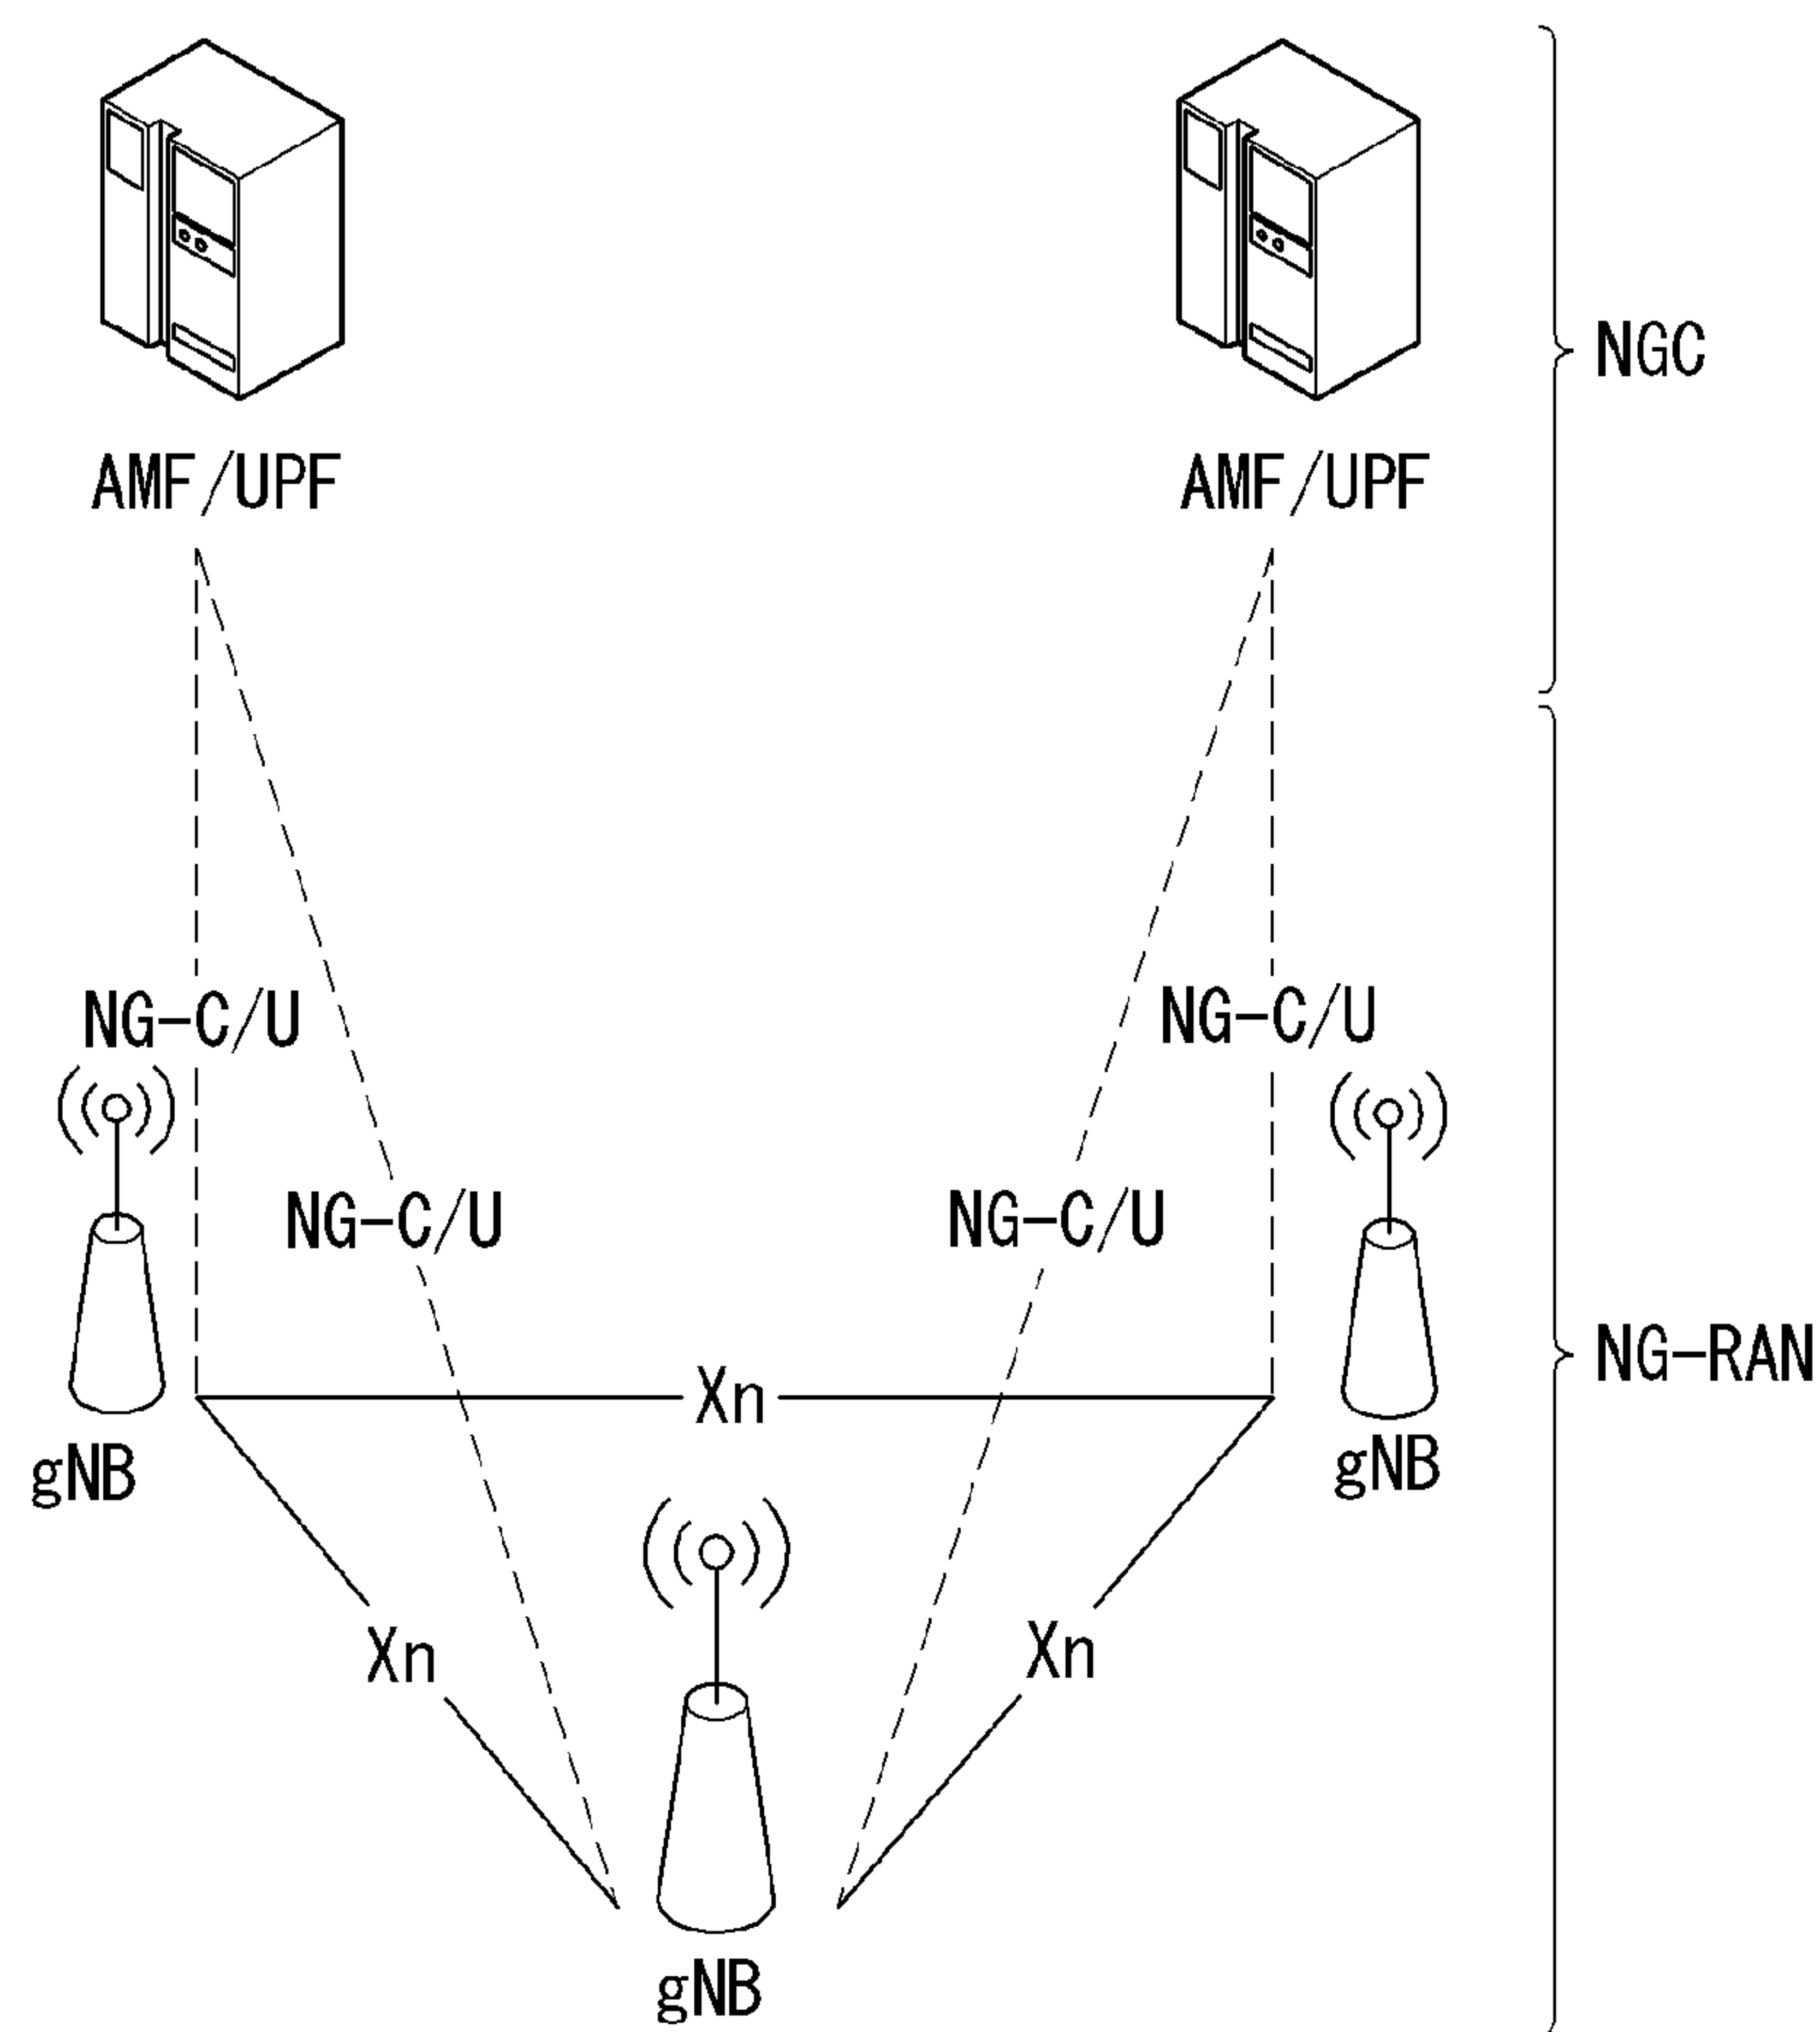 NGC
AMF/UPF
AMF/UPF
NG-C/U
NG-C/U
NG-C/U
NG-C/U
NG-RAN
Xn
gNB
gNB
Xn
Xn
gNB